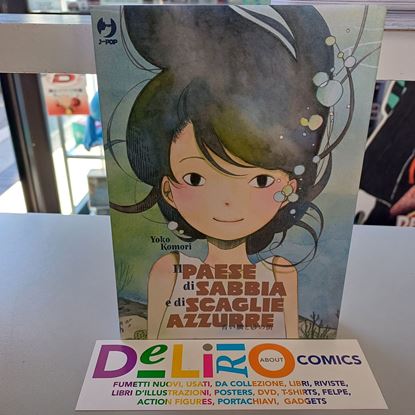 J-POP
Yoko
Komori
Il PAESE
di SABBIA
e di SCAGLIE
AZZURRE
DeLiRIO ABOUT COMICS
FUMETTI NUOVI, USATI, DA COLLEZIONE, LIBRI, RIVISTE,
LIBRI D'ILLUSTRAZIONI, POSTERS, DVD, T-SHIRTS, FELPE,
ACTION FIGURES, PORTACHIAVI, GADGETS